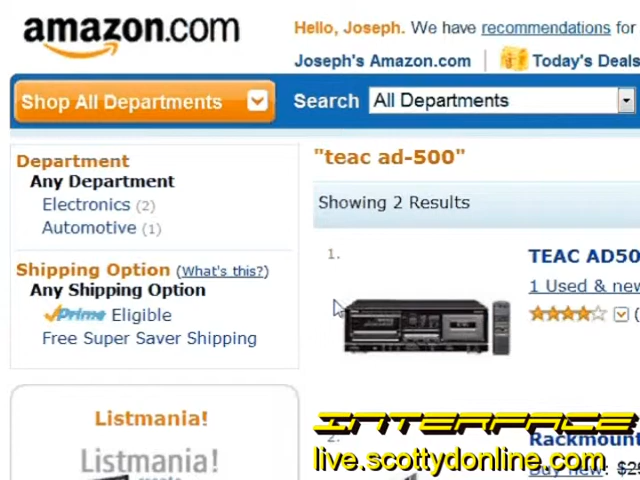 amazon.com
Hello, Joseph. We have recommendations for
Joseph's Amazon.com
Today's Deals
Shop All Departments
Search
All Departments
Department
Any Department
Electronics (2)
Automotive (1)
Shipping Option (What's this?)
Any Shipping Option
Prime Eligible
Free Super Saver Shipping
Listmania!
Listmania!
"teac ad-500"
Showing 2 Results
1.
TEAC AD50
1 Used & new
(
INTERFACE
2.
Rackmount
live.scottydonline.com
Buy new: $2